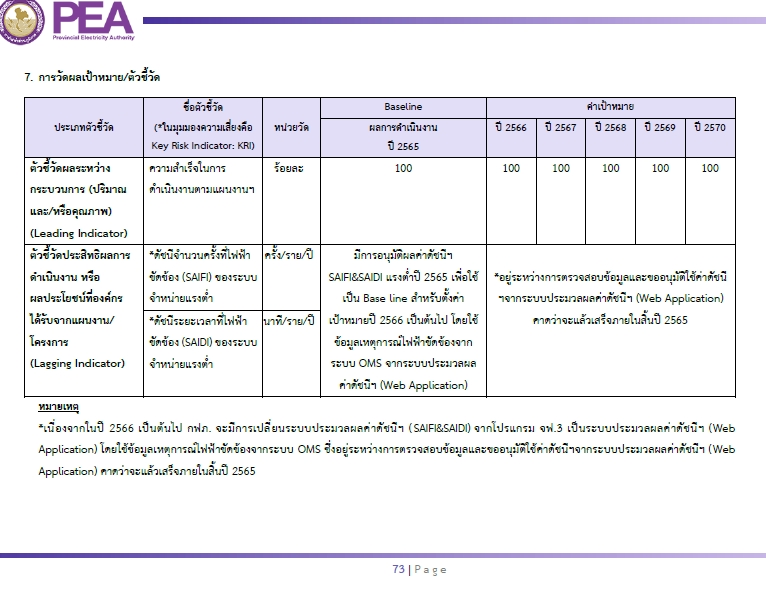 PEA
Provincial Electricity Authority
7. การวัดผลเป้าหมาย/ตัวชี้วัด
ประเภทตัวชี้วัด
ชื่อตัวชี้วัด
(*ในมุมมองความเสี่ยงคือ
Key Risk Indicator: KRI)
หน่วยวัด
Baseline
ผลการดำเนินงาน
ปี 2565
ค่าเป้าหมาย
ปี 2566 ปี 2567 ปี 2568 ปี 2569 ปี 2570
ตัวชี้วัดผลระหว่าง
กระบวนการ (ปริมาณ
และ/หรือคุณภาพ)
(Leading Indicator)
ความสำเร็จในการ
ดำเนินงานตามแผนงานฯ
ร้อยละ
100
100 100 100 100 100
ตัวชี้วัดประสิทธิผลการ
ดำเนินงาน หรือ
ผลประโยชน์ที่องค์กร
ได้รับจากแผนงาน/
โครงการ
(Lagging Indicator)
*ดัชนีจำนวนครั้งที่ไฟฟ้า
ขัดข้อง (SAIFI) ของระบบ
จำหน่ายแรงต่ำ
ครั้ง/ราย/ปี
*ดัชนีระยะเวลาที่ไฟฟ้า
ขัดข้อง (SAIDI) ของระบบ
จำหน่ายแรงต่ำ
นาที/ราย/ปี
มีการอนุมัติผลค่าดัชนีฯ
SAIFI&SAIDI แรงต่ำปี 2565 เพื่อใช้
เป็น Base line สำหรับตั้งค่า
เป้าหมายปี 2566 เป็นต้นไป โดยใช้
ข้อมูลเหตุการณ์ไฟฟ้าขัดข้องจาก
ระบบ OMS จากระบบประมวลผล
ค่าดัชนีฯ (Web Application)
*อยู่ระหว่างการตรวจสอบข้อมูลและขออนุมัติใช้ค่าดัชนี
ฯจากระบบประมวลผลค่าดัชนีฯ (Web Application)
คาดว่าจะแล้วเสร็จภายในสิ้นปี 2565
หมายเหตุ
*เนื่องจากในปี 2566 เป็นต้นไป กฟภ. จะมีการเปลี่ยนระบบประมวลผลค่าดัชนีฯ (SAIFI&SAIDI) จากโปรแกรม จฟ.3 เป็นระบบประมวลผลค่าดัชนีฯ (Web
Application) โดยใช้ข้อมูลเหตุการณ์ไฟฟ้าขัดข้องจากระบบ OMS ซึ่งอยู่ระหว่างการตรวจสอบข้อมูลและขออนุมัติใช้ค่าดัชนีฯจากระบบประมวลผลค่าดัชนีฯ (Web
Application) คาดว่าจะแล้วเสร็จภายในสิ้นปี 2565
73 | Page